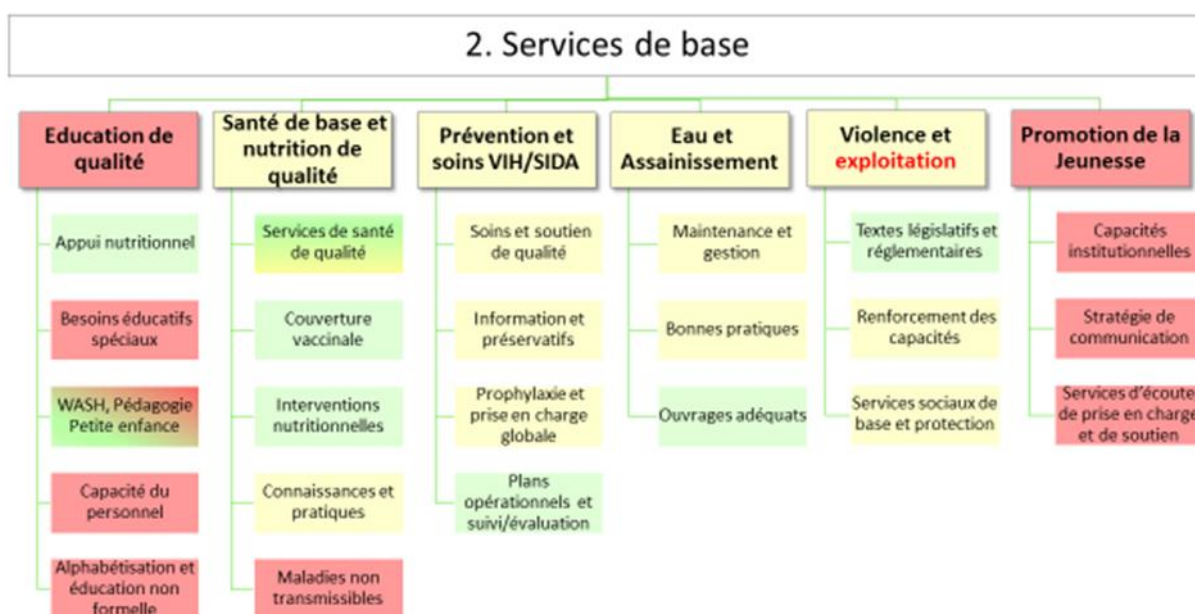 2. Services de base
Education de
qualité
Santé de base et
nutrition de
qualité
Prévention et
soins VIH/SIDA
Eau et
Assainissement
Violence et
exploitation
Promotion de la
Jeunesse
Appui nutritionnel
Besoins éducatifs
spéciaux
WASH, Pédagogie
Petite enfance
Capacité du
personnel
Alphabétisation et
éducation non
formelle
Services de santé
de qualité
Couverture
vaccinale
Interventions
nutritionnelles
Connaissances et
pratiques
Maladies non
transmissibles
Soins et soutien
de qualité
Information et
préservatifs
Prophylaxie et
prise en charge
globale
Plans
opérationnels et
suivi/évaluation
Maintenance et
gestion
Bonnes pratiques
Ouvrages adéquats
Textes législatifs et
réglementaires
Renforcement des
capacités
Services sociaux de
base et protection
Capacités
institutionnelles
Stratégie de
communication
Services d'écoute
de prise en charge
et de soutien